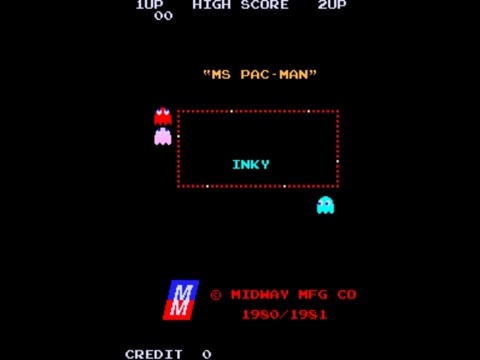 1UP HIGH SCORE 2UP
00
"MS PAC-MAN"
INKY
MM
© MIDWAY MFG CO
1980/1981
CREDIT 0